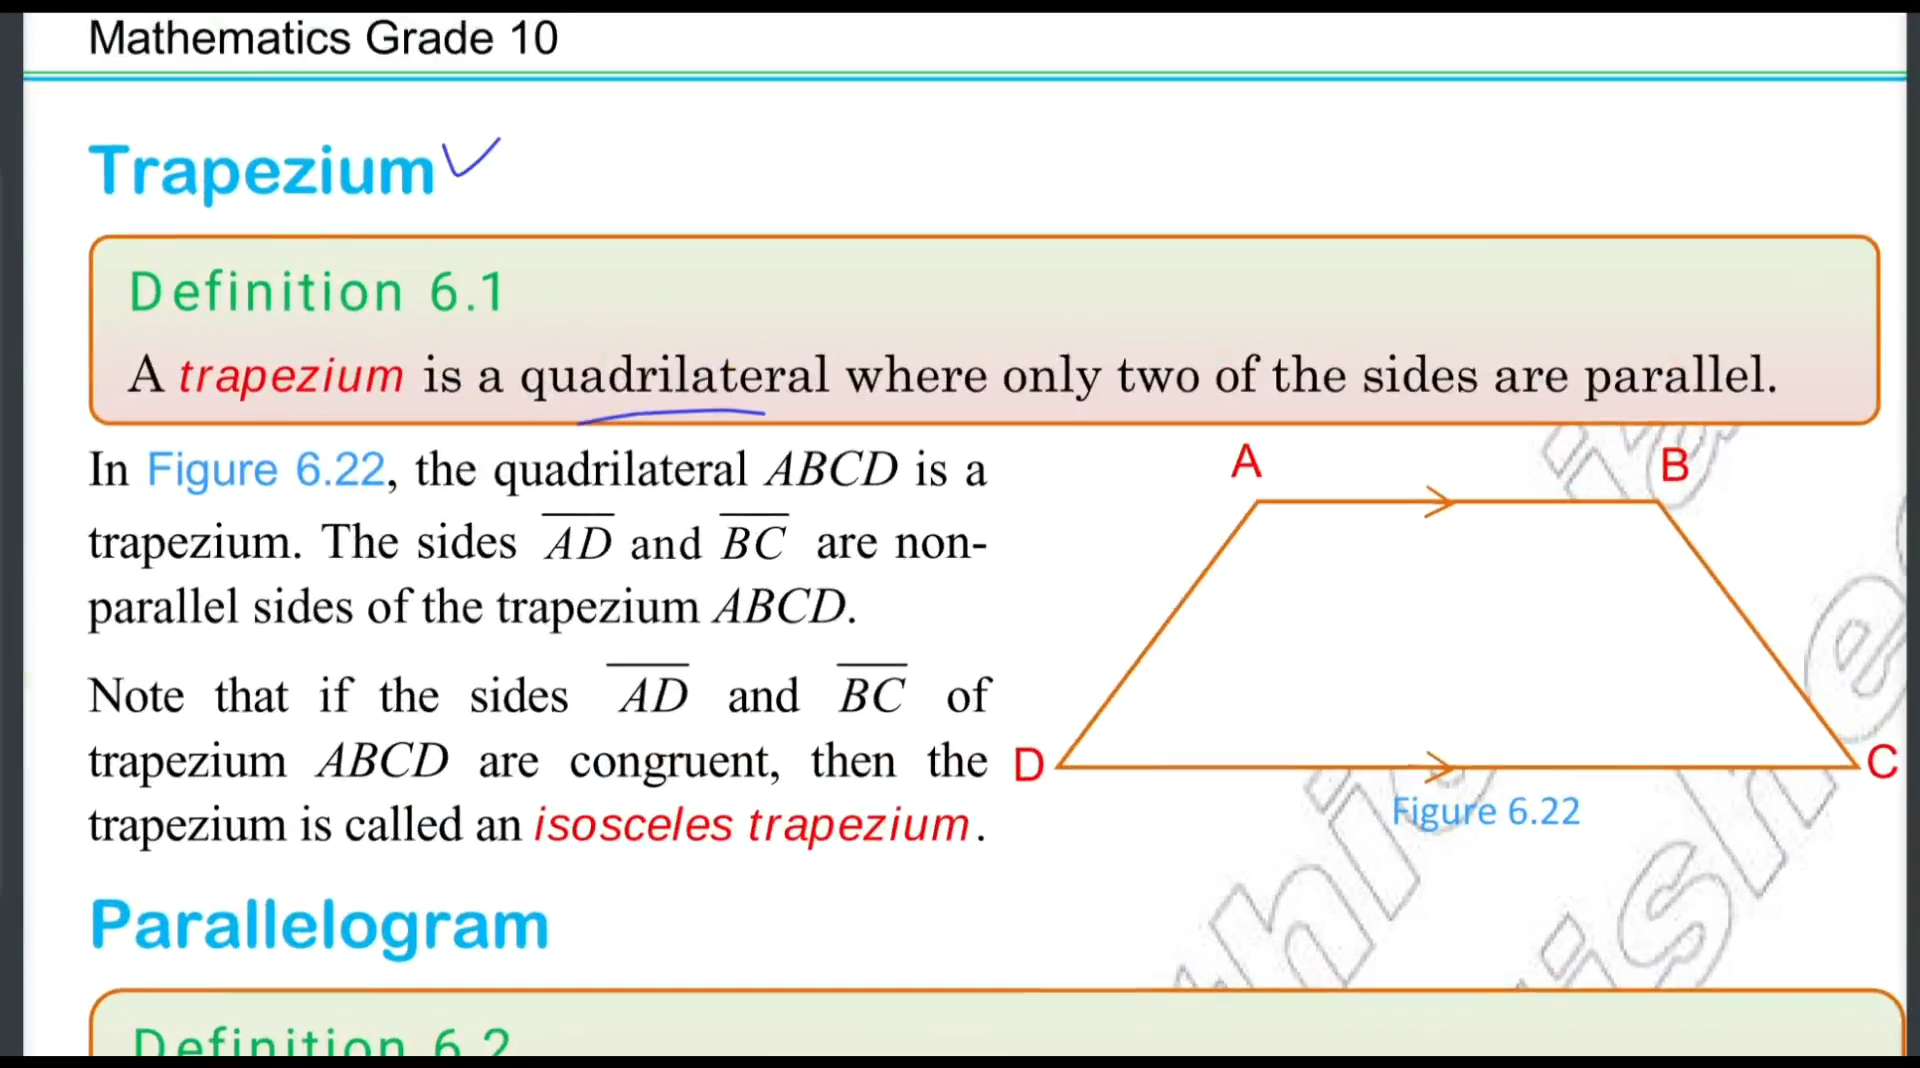 Mathematics Grade 10
Trapezium
Definition 6.1
A trapezium is a quadrilateral where only two of the sides are parallel.
In Figure 6.22, the quadrilateral ABCD is a
trapezium. The sides AD and BC are non-
parallel sides of the trapezium ABCD.
Note that if the sides AD and BC of
trapezium ABCD are congruent, then the
trapezium is called an isosceles trapezium.
A
B
D
C
Figure 6.22
Parallelogram
Definition 6.2